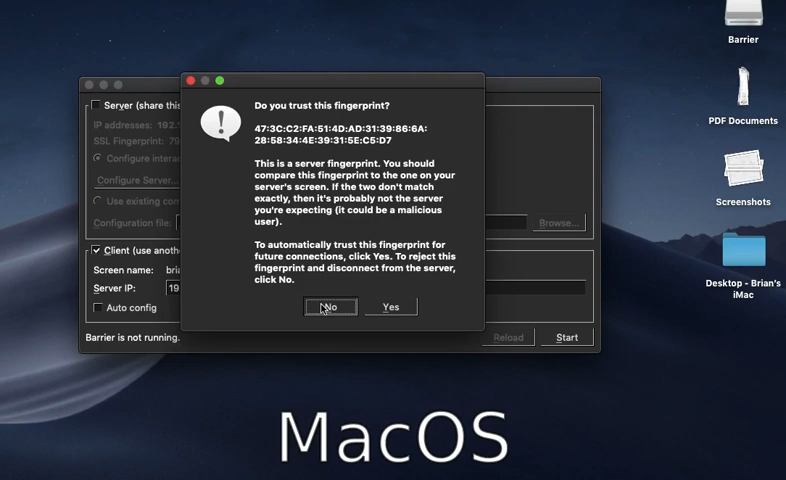 Barrier
PDF Documents
Screenshots
Desktop - Brian's
iMac
Server (share this
IP addresses: 192.
SSL Fingerprint: 79
Configure interac
Configure Server...
Use existing con
Configuration file:
Browse...
Client (use anoth
Screen name: bria
Server IP: 19
Auto config
Barrier is not running.
Reload
Start
Do you trust this fingerprint?
47:3C:C2:FA:51:4D:AD:31:39:86:6A:
28:58:34:4E:39:31:5E:C5:D7
This is a server fingerprint. You should
compare this fingerprint to the one on your
server's screen. If the two don't match
exactly, then it's probably not the server
you're expecting (it could be a malicious
user).
To automatically trust this fingerprint for
future connections, click Yes. To reject this
fingerprint and disconnect from the server,
click No.
No
Yes
MacOS